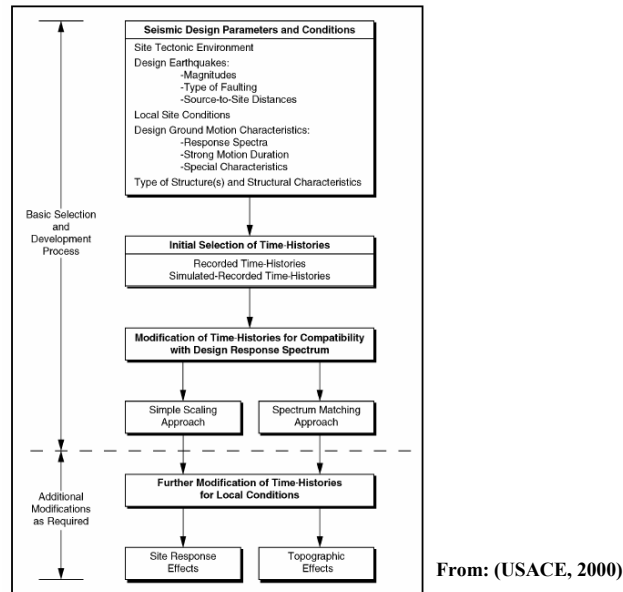 Seismic Design Parameters and Conditions
Site Tectonic Environment
Design Earthquakes:
-Magnitudes
-Type of Faulting
-Source-to-Site Distances
Local Site Conditions
Design Ground Motion Characteristics:
-Response Spectra
-Strong Motion Duration
-Special Characteristics
Type of Structure(s) and Structural Characteristics
Basic Selection
and
Development
Process
Initial Selection of Time-Histories
Recorded Time-Histories
Simulated-Recorded Time-Histories
Modification of Time-Histories for Compatibility
with Design Response Spectrum
Simple Scaling
Approach
Spectrum Matching
Approach
Additional
Modifications
as Required
Further Modification of Time-Histories
for Local Conditions
Site Response
Effects
Topographic
Effects
From: (USACE, 2000)